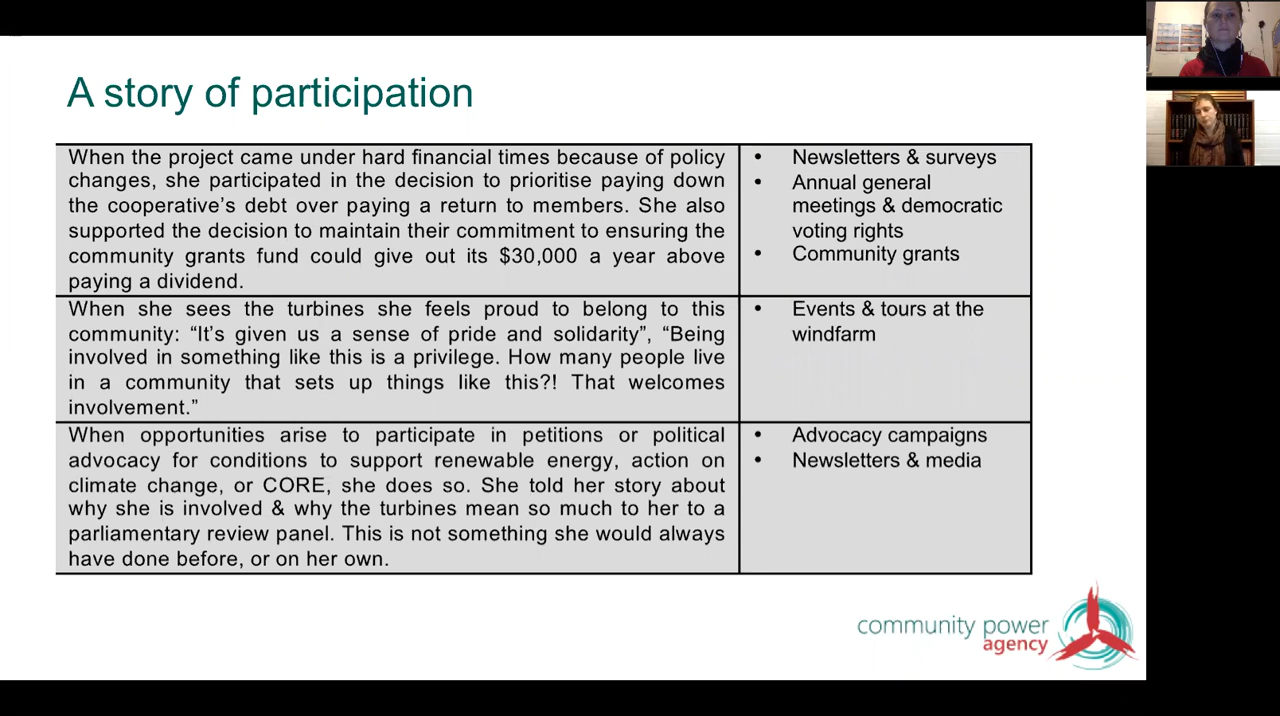 A story of participation
When the project came under hard financial times because of policy
changes, she participated in the decision to prioritise paying down
the cooperative’s debt over paying a return to members. She also
supported the decision to maintain their commitment to ensuring the
community grants fund could give out its $30,000 a year above
paying a dividend.
• Newsletters & surveys
• Annual general
meetings & democratic
voting rights
• Community grants
When she sees the turbines she feels proud to belong to this
community: “It’s given us a sense of pride and solidarity”, “Being
involved in something like this is a privilege. How many people live
in a community that sets up things like this?! That welcomes
involvement.”
• Events & tours at the
windfarm
When opportunities arise to participate in petitions or political
advocacy for conditions to support renewable energy, action on
climate change, or CORE, she does so. She told her story about
why she is involved & why the turbines mean so much to her to a
parliamentary review panel. This is not something she would always
have done before, or on her own.
• Advocacy campaigns
• Newsletters & media
community power
agency